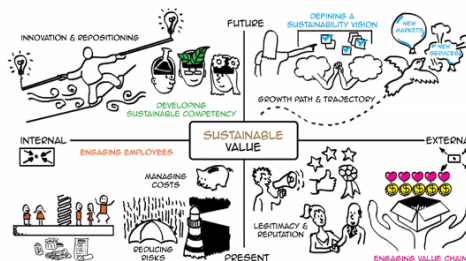 FUTURE
INNOVATION & REPOSITIONING
DEFINING A
SUSTAINABILITY VISION
NEW
MARKETS
NEW
SERVICES
DEVELOPING
SUSTAINABLE COMPETENCY
GROWTH PATH & TRAJECTORY
INTERNAL
SUSTAINABLE
VALUE
EXTERNA
ENGAGING EMPLOYEES
MANAGING
COSTS
REDUCING
RISKS
LEGITIMACY &
REPUTATION
PRESENT
ENGAGING VALUE CHAIN